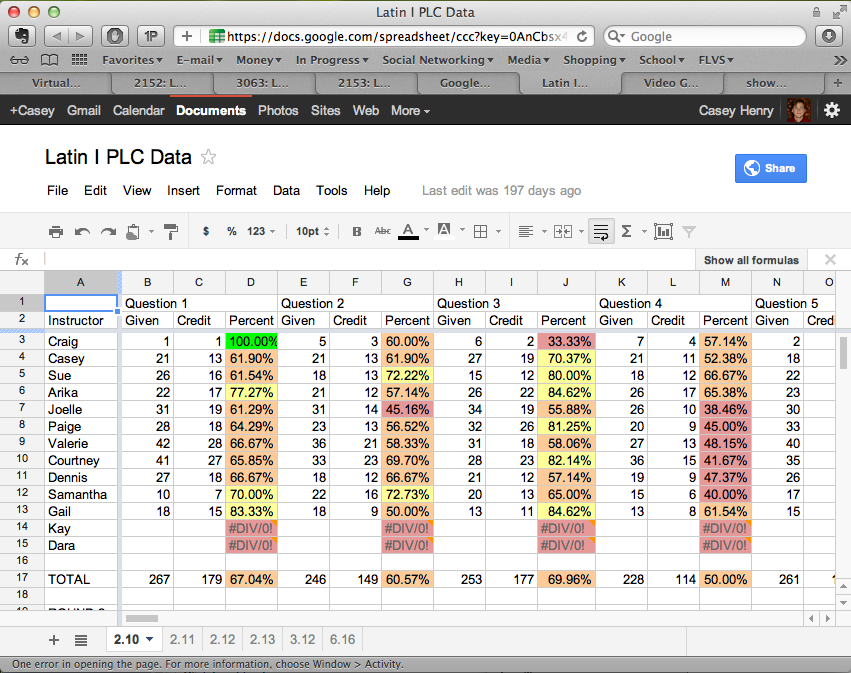 Latin I PLC Data
1P + https://docs.google.com/spreadsheet/ccc?key=0AnCbsx4 Google
Favorites E-mail Money In Progress Social Networking Media Shopping School FLVS
Virtual... 2152: L... 3063: L... 2153: L... Google... Latin I... Video G... show... +
+Casey Gmail Calendar Documents Photos Sites Web More Casey Henry
Latin I PLC Data
Share
File Edit View Insert Format Data Tools Help Last edit was 197 days ago
$ % 123 10pt B Abc A A Σ
fx Show all formulas
A B C D E F G H I J K L M N O
1 Question 1 Question 2 Question 3 Question 4 Question 5
2 Instructor Given Credit Percent Given Credit Percent Given Credit Percent Given Credit Percent Given Cred
3 Craig 1 1 100.00% 5 3 60.00% 6 2 33.33% 7 4 57.14% 2
4 Casey 21 13 61.90% 21 13 61.90% 27 19 70.37% 21 11 52.38% 18
5 Sue 26 16 61.54% 18 13 72.22% 15 12 80.00% 18 12 66.67% 22
6 Arika 22 17 77.27% 21 12 57.14% 26 22 84.62% 26 17 65.38% 23
7 Joelle 31 19 61.29% 31 14 45.16% 34 19 55.88% 26 10 38.46% 30
8 Paige 28 18 64.29% 23 13 56.52% 32 26 81.25% 20 9 45.00% 33
9 Valerie 42 28 66.67% 36 21 58.33% 31 18 58.06% 27 13 48.15% 40
10 Courtney 41 27 65.85% 33 23 69.70% 28 23 82.14% 36 15 41.67% 35
11 Dennis 27 18 66.67% 18 12 66.67% 21 12 57.14% 19 9 47.37% 26
12 Samantha 10 7 70.00% 22 16 72.73% 20 13 65.00% 15 6 40.00% 17
13 Gail 18 15 83.33% 18 9 50.00% 13 11 84.62% 13 8 61.54% 15
14 Kay #DIV/0! #DIV/0! #DIV/0! #DIV/0!
15 Dara #DIV/0! #DIV/0! #DIV/0! #DIV/0!
16
17 TOTAL 267 179 67.04% 246 149 60.57% 253 177 69.96% 228 114 50.00% 261
18
+ 2.10 2.11 2.12 2.13 3.12 6.16
One error in opening the page. For more information, choose Window > Activity.